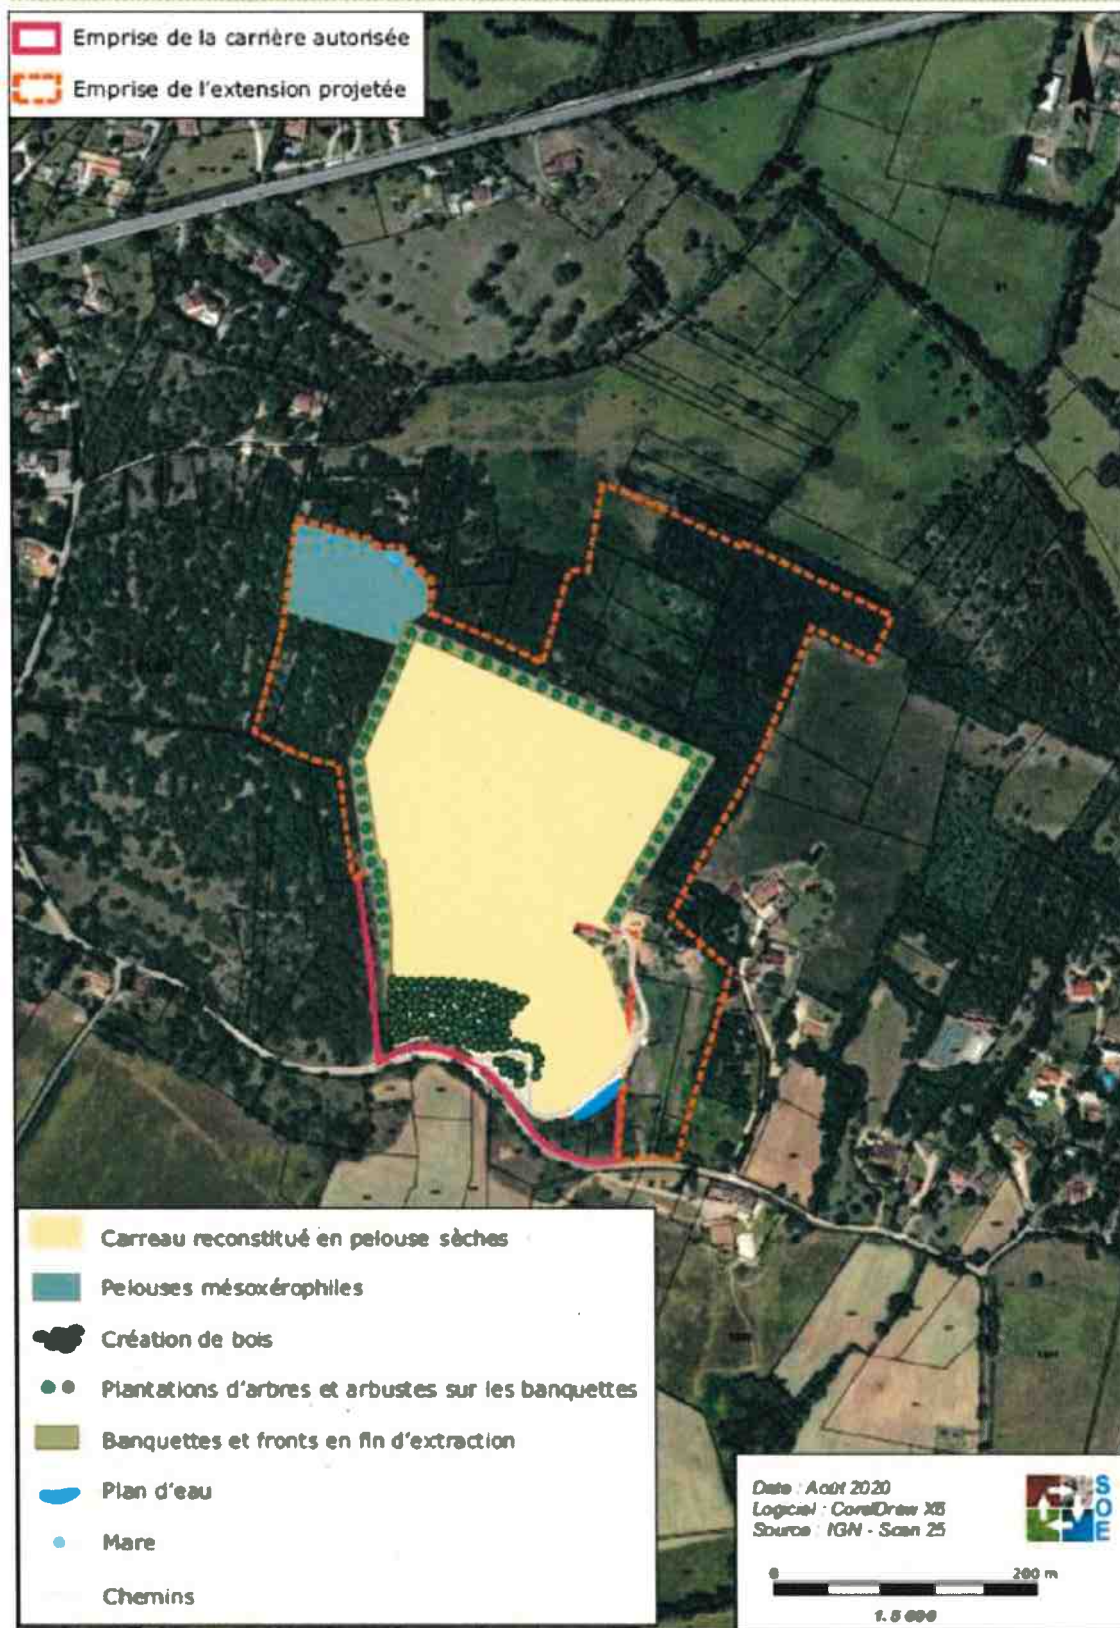 Emprise de la carrière autorisée
Emprise de l'extension projetée
Carreau reconstitué en pelouse sèches
Pelouses mésoxérophiles
Création de bois
Plantations d'arbres et arbustes sur les banquettes
Banquettes et fronts en fin d'extraction
Plan d'eau
Mare
Chemins
Date : Août 2020
Logiciel : CorelDraw X6
Source : IGN - Scan 25
SOE
0 200 m
1: 5 000